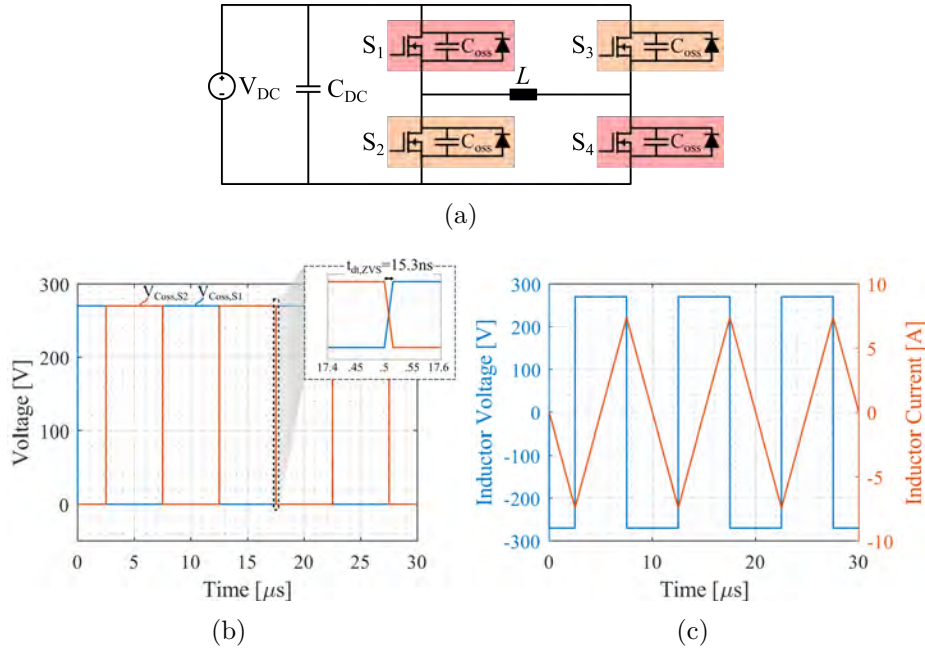 S1 Coss S3 Coss
L
VDC CDC
S2 Coss S4 Coss
(a)
tdt,ZVS=15.3ns
17.4 .45 .5 .55 17.6
VCoss,S2 VCoss,S1
300
200
100
0
Voltage [V]
0 5 10 15 20 25 30
Time [μs]
(b)
300
200
100
0
-100
-200
-300
Inductor Voltage [V]
10
5
0
-5
-10
Inductor Current [A]
0 10 20 30
Time [μs]
(c)